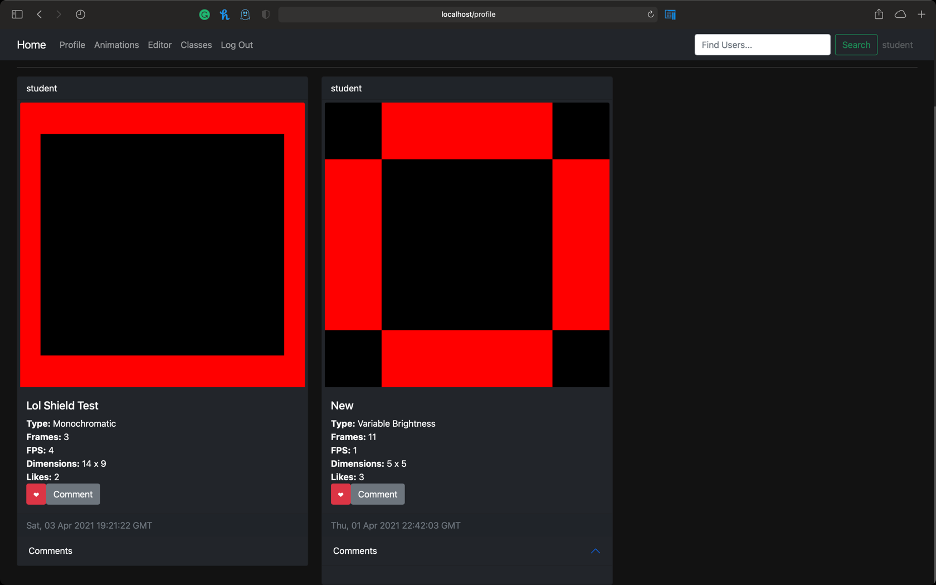 localhost/profile
Home Profile Animations Editor Classes Log Out Find Users... Search student
student
Lol Shield Test
Type: Monochromatic
Frames: 3
FPS: 4
Dimensions: 14 x 9
Likes: 2
Comment
Sat, 03 Apr 2021 19:21:22 GMT
Comments
student
New
Type: Variable Brightness
Frames: 11
FPS: 1
Dimensions: 5 x 5
Likes: 3
Comment
Thu, 01 Apr 2021 22:42:03 GMT
Comments